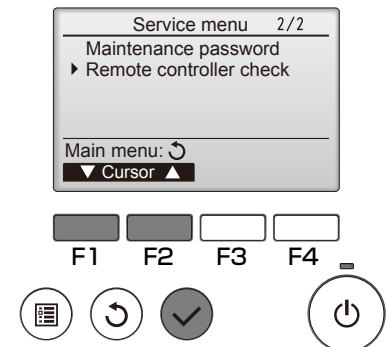 Service menu 2/2
Maintenance password
Remote controller check
Main menu:
▼ Cursor ▲
F1 F2 F3 F4